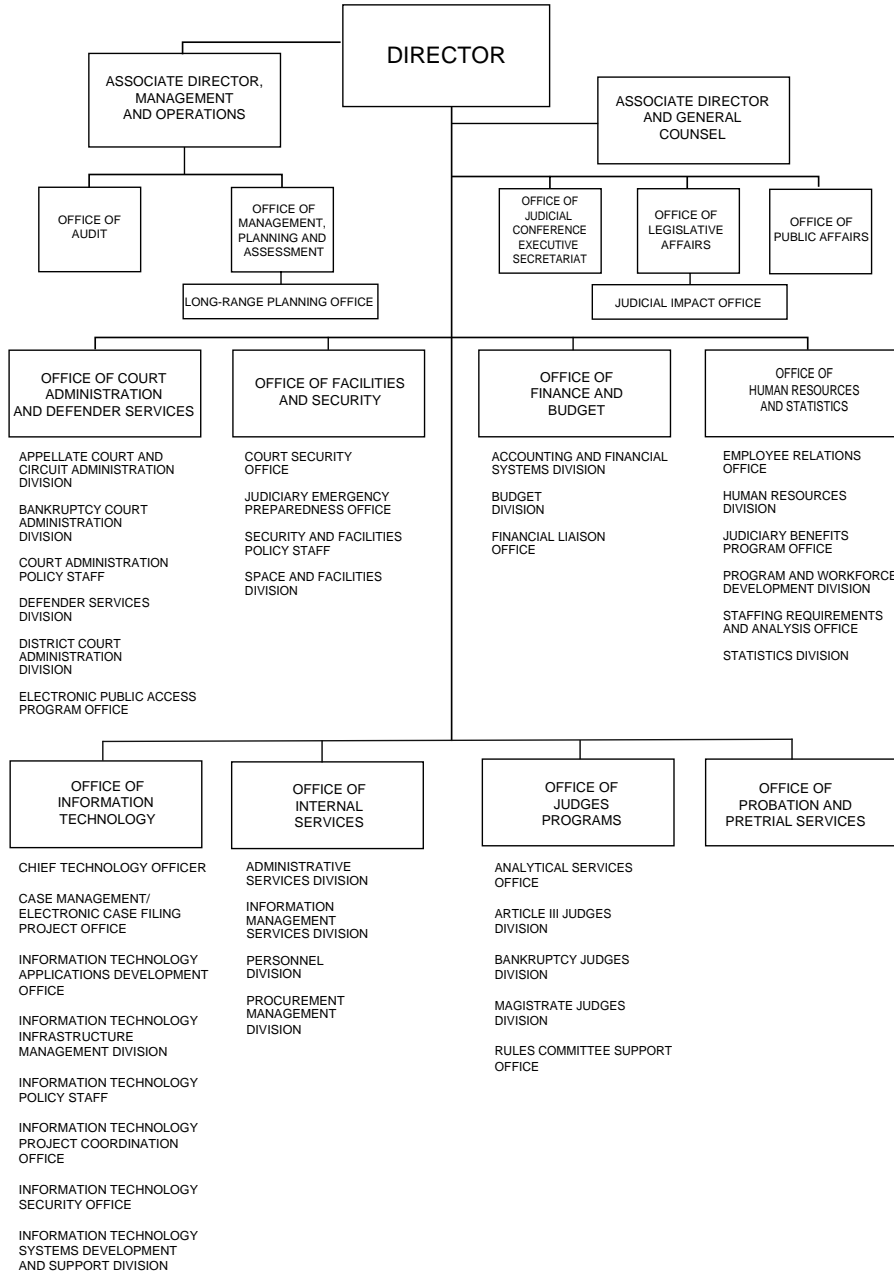 DIRECTOR
ASSOCIATE DIRECTOR,
MANAGEMENT
AND OPERATIONS
ASSOCIATE DIRECTOR
AND GENERAL
COUNSEL
OFFICE OF
AUDIT
OFFICE OF
MANAGEMENT,
PLANNING AND
ASSESSMENT
LONG-RANGE PLANNING OFFICE
OFFICE OF
JUDICIAL
CONFERENCE
EXECUTIVE
SECRETARIAT
OFFICE OF
LEGISLATIVE
AFFAIRS
JUDICIAL IMPACT OFFICE
OFFICE OF
PUBLIC AFFAIRS
OFFICE OF COURT
ADMINISTRATION
AND DEFENDER SERVICES
APPELLATE COURT AND
CIRCUIT ADMINISTRATION
DIVISION
BANKRUPTCY COURT
ADMINISTRATION
DIVISION
COURT ADMINISTRATION
POLICY STAFF
DEFENDER SERVICES
DIVISION
DISTRICT COURT
ADMINISTRATION
DIVISION
ELECTRONIC PUBLIC ACCESS
PROGRAM OFFICE
OFFICE OF FACILITIES
AND SECURITY
COURT SECURITY
OFFICE
JUDICIARY EMERGENCY
PREPAREDNESS OFFICE
SECURITY AND FACILITIES
POLICY STAFF
SPACE AND FACILITIES
DIVISION
OFFICE OF
FINANCE AND
BUDGET
ACCOUNTING AND FINANCIAL
SYSTEMS DIVISION
BUDGET
DIVISION
FINANCIAL LIAISON
OFFICE
OFFICE OF
HUMAN RESOURCES
AND STATISTICS
EMPLOYEE RELATIONS
OFFICE
HUMAN RESOURCES
DIVISION
JUDICIARY BENEFITS
PROGRAM OFFICE
PROGRAM AND WORKFORCE
DEVELOPMENT DIVISION
STAFFING REQUIREMENTS
AND ANALYSIS OFFICE
STATISTICS DIVISION
OFFICE OF
INFORMATION
TECHNOLOGY
CHIEF TECHNOLOGY OFFICER
CASE MANAGEMENT/
ELECTRONIC CASE FILING
PROJECT OFFICE
INFORMATION TECHNOLOGY
APPLICATIONS DEVELOPMENT
OFFICE
INFORMATION TECHNOLOGY
INFRASTRUCTURE
MANAGEMENT DIVISION
INFORMATION TECHNOLOGY
POLICY STAFF
INFORMATION TECHNOLOGY
PROJECT COORDINATION
OFFICE
INFORMATION TECHNOLOGY
SECURITY OFFICE
INFORMATION TECHNOLOGY
SYSTEMS DEVELOPMENT
AND SUPPORT DIVISION
OFFICE OF
INTERNAL
SERVICES
ADMINISTRATIVE
SERVICES DIVISION
INFORMATION
MANAGEMENT
SERVICES DIVISION
PERSONNEL
DIVISION
PROCUREMENT
MANAGEMENT
DIVISION
OFFICE OF
JUDGES
PROGRAMS
ANALYTICAL SERVICES
OFFICE
ARTICLE III JUDGES
DIVISION
BANKRUPTCY JUDGES
DIVISION
MAGISTRATE JUDGES
DIVISION
RULES COMMITTEE SUPPORT
OFFICE
OFFICE OF
PROBATION AND
PRETRIAL SERVICES